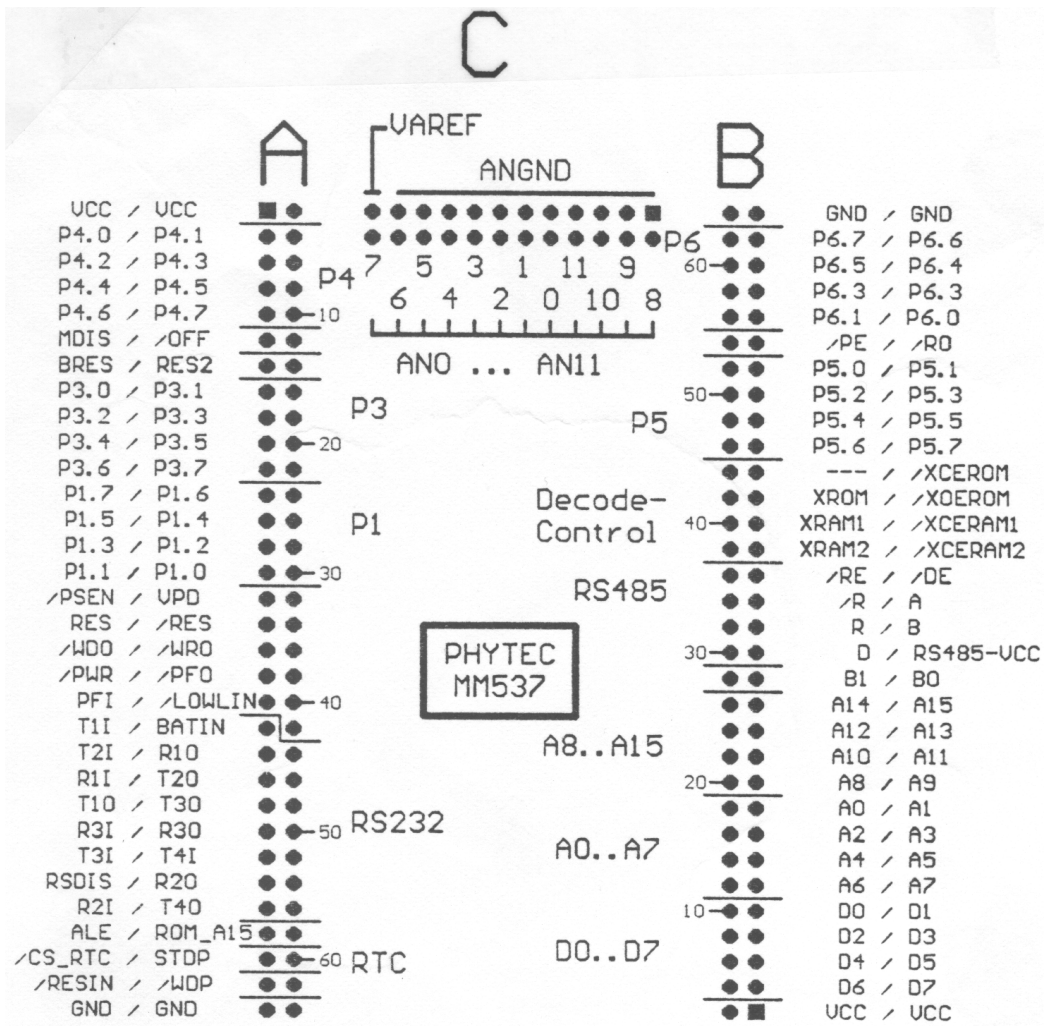 C
A
VAREF
ANGND
B
VCC / VCC
P4.0 / P4.1
P4.2 / P4.3
P4.4 / P4.5
P4.6 / P4.7
MDIS / /OFF
BRES / RES2
P3.0 / P3.1
P3.2 / P3.3
P3.4 / P3.5
P3.6 / P3.7
P1.7 / P1.6
P1.5 / P1.4
P1.3 / P1.2
P1.1 / P1.0
/PSEN / VPD
RES / /RES
/WDO / /WRO
/PWR / /PFO
PFI / /LOWLIN
T1I / BATIN
T2I / R1O
R1I / T2O
T1O / T3O
R3I / R3O
T3I / T4I
RSDIS / R2O
R2I / T4O
ALE / ROM_A15
/CS_RTC / STDP
/RESIN / /WDP
GND / GND
10
20
30
40
50
60
P4
P3
P1
RS232
RTC
7 5 3 1 11 9
6 4 2 0 10 8
AN0 ... AN11
PHYTEC
MM537
P6
P5
Decode-
Control
RS485
A8..A15
A0..A7
D0..D7
60
50
40
30
20
10
GND / GND
P6.7 / P6.6
P6.5 / P6.4
P6.3 / P6.3
P6.1 / P6.0
/PE / /RO
P5.0 / P5.1
P5.2 / P5.3
P5.4 / P5.5
P5.6 / P5.7
--- / /XCEROM
XROM / /XOEROM
XRAM1 / /XCERAM1
XRAM2 / /XCERAM2
/RE / /DE
/R / A
R / B
D / RS485-VCC
B1 / B0
A14 / A15
A12 / A13
A10 / A11
A8 / A9
A0 / A1
A2 / A3
A4 / A5
A6 / A7
D0 / D1
D2 / D3
D4 / D5
D6 / D7
VCC / VCC